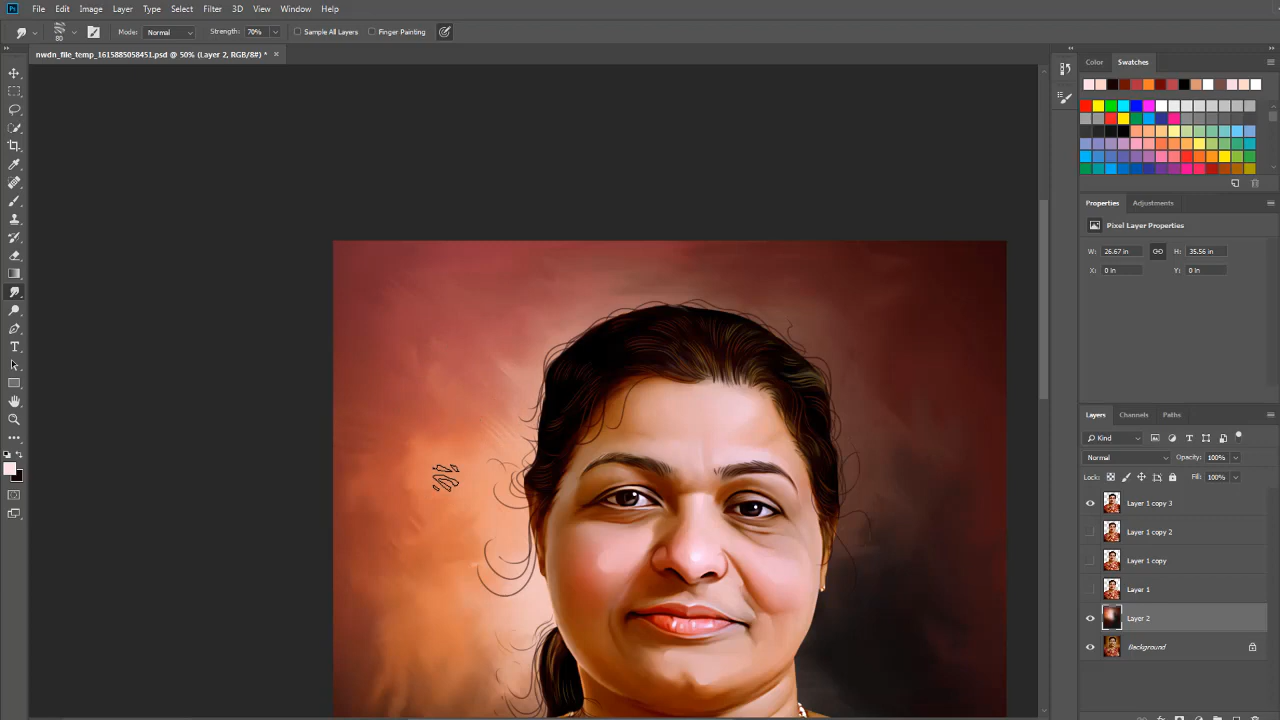 File Edit Image Layer Type Select Filter 3D View Window Help
80 Mode: Normal Strength: 70% Sample All Layers Finger Painting
nwdn_file_temp_1615885058451.psd @ 50% (Layer 2, RGB/8#) *
Color Swatches
Properties Adjustments
Pixel Layer Properties
W: 26.67 in H: 35.56 in
X: 0 in Y: 0 in
Layers Channels Paths
Kind
Normal Opacity: 100%
Lock: Fill: 100%
Layer 1 copy 3
Layer 1 copy 2
Layer 1 copy
Layer 1
Layer 2
Background